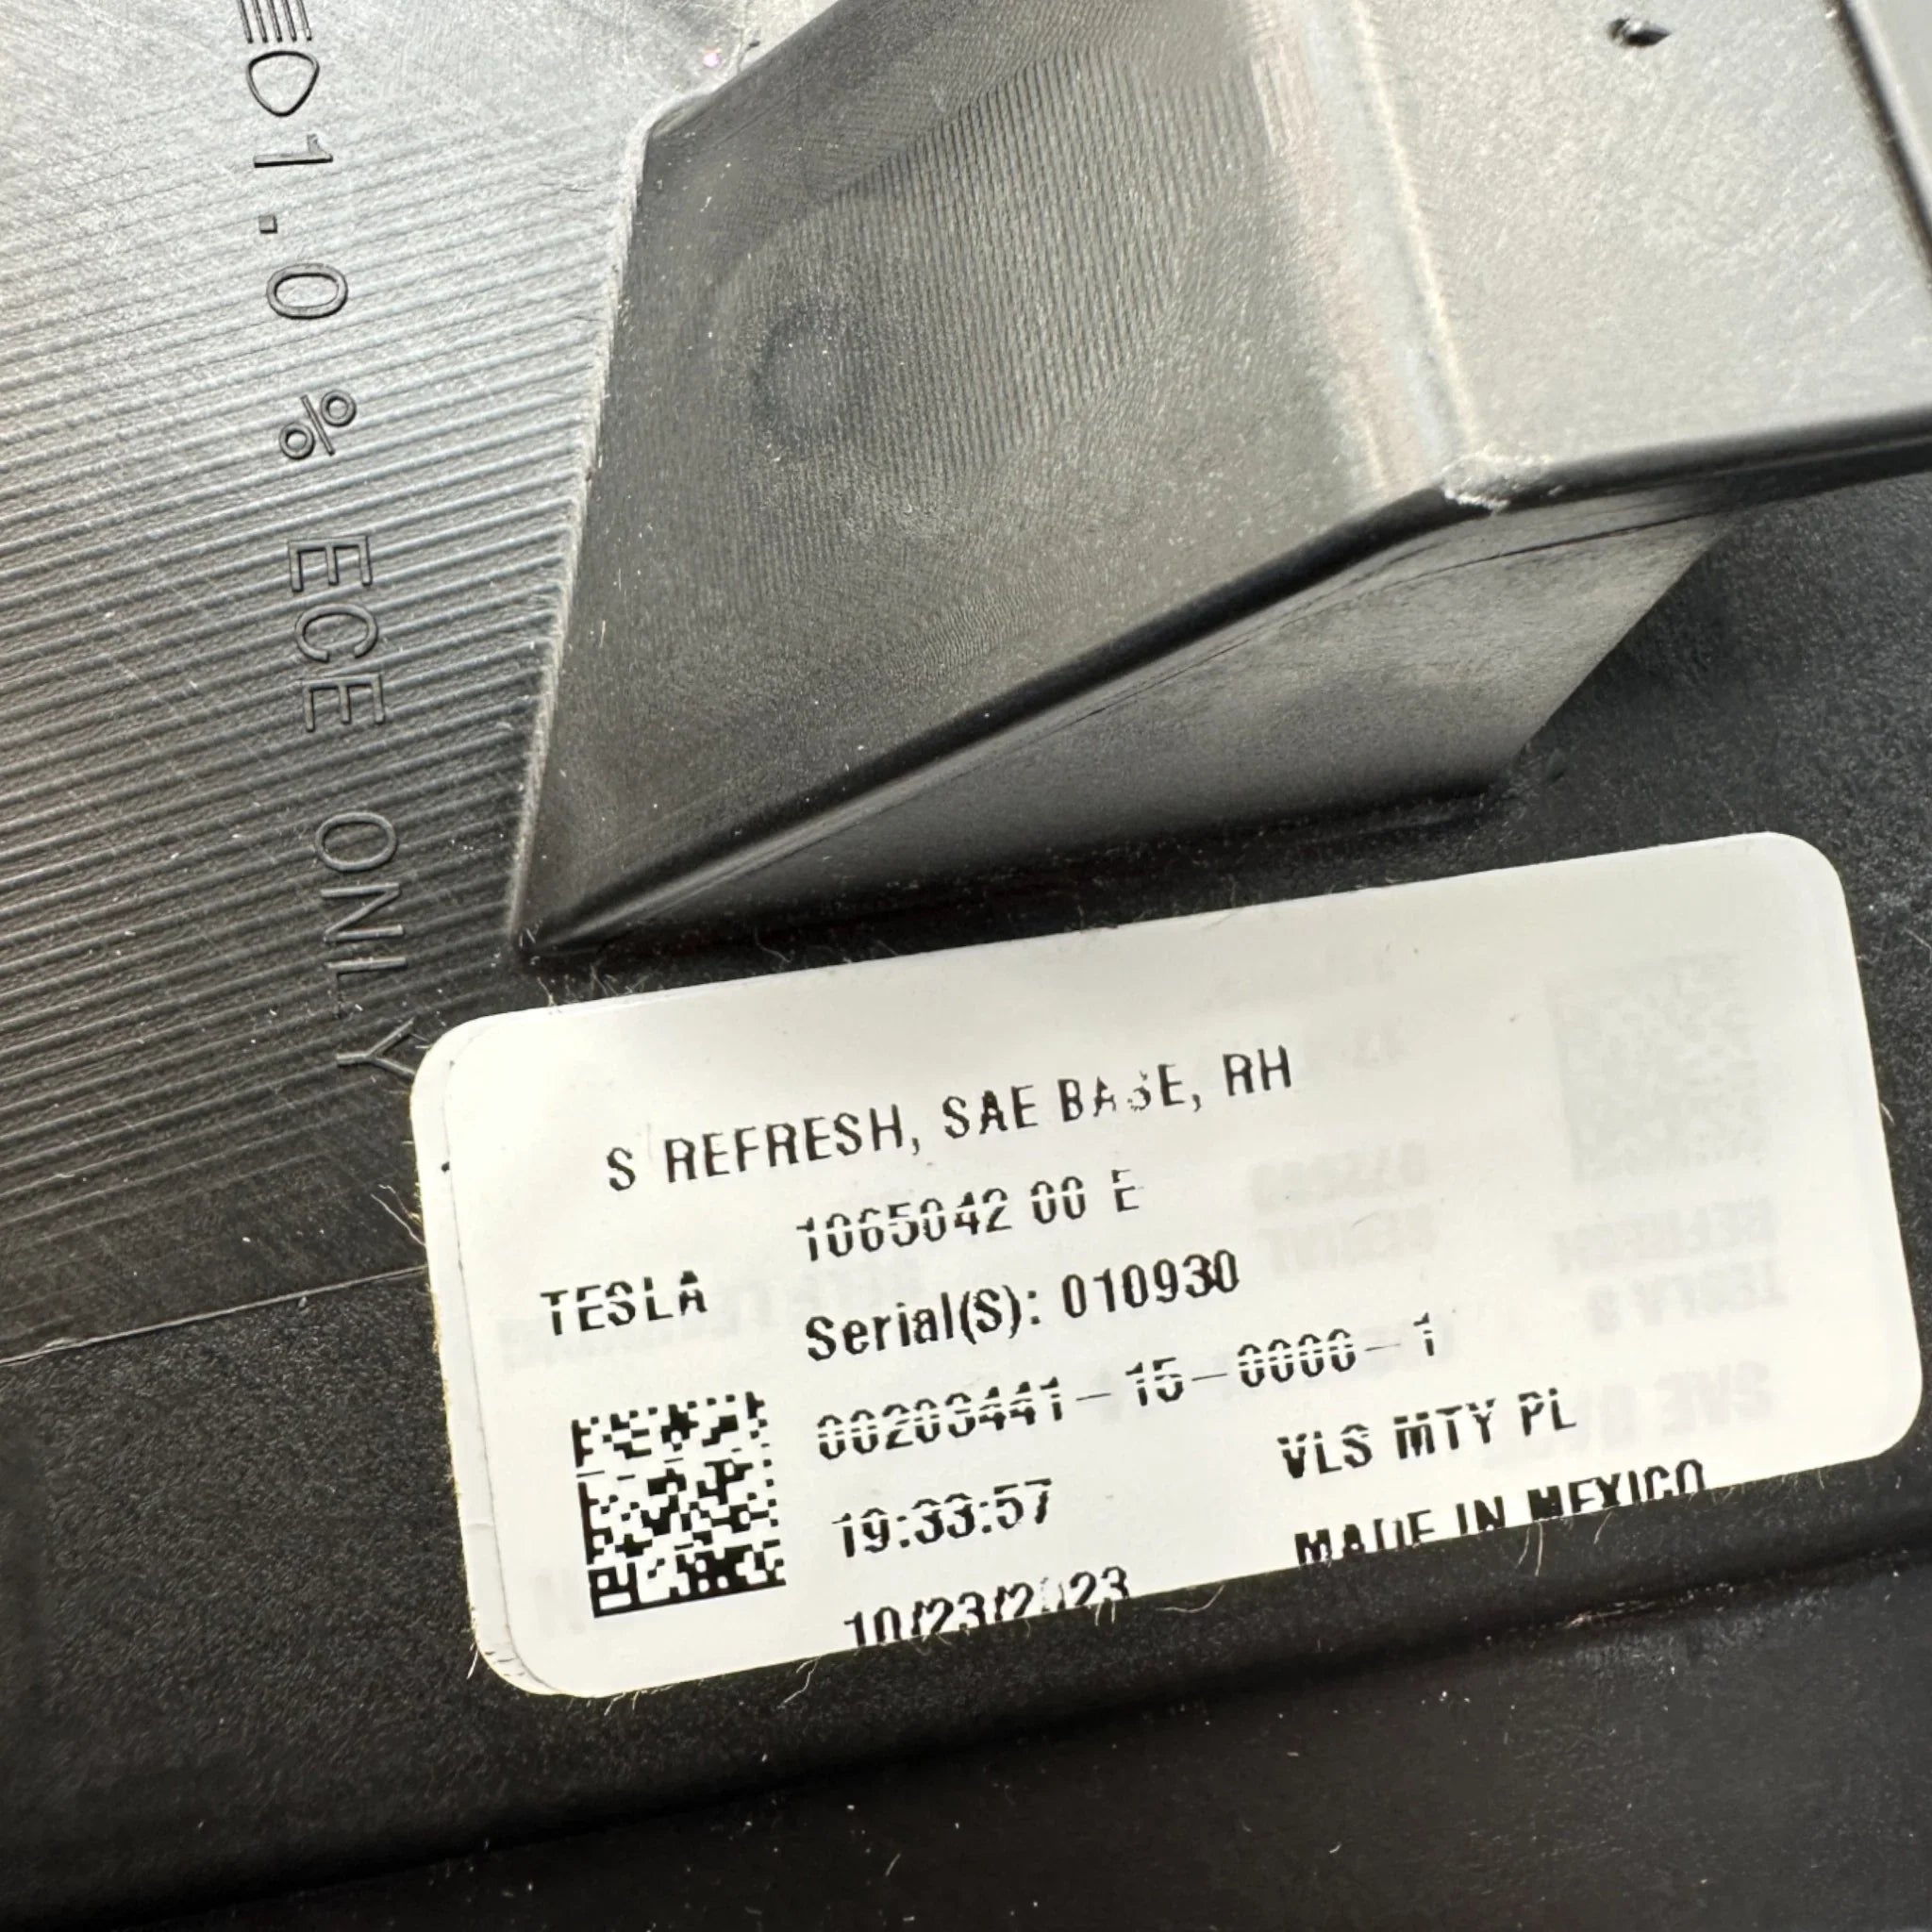 1.0% ECE ONLY
S REFRESH, SAE BASE, RH
1065042 00 E
TESLA
Serial(S): 010930
00203441-15-0000-1
19:33:57
VLS MTY PL
10/23/2023
MADE IN MEXICO